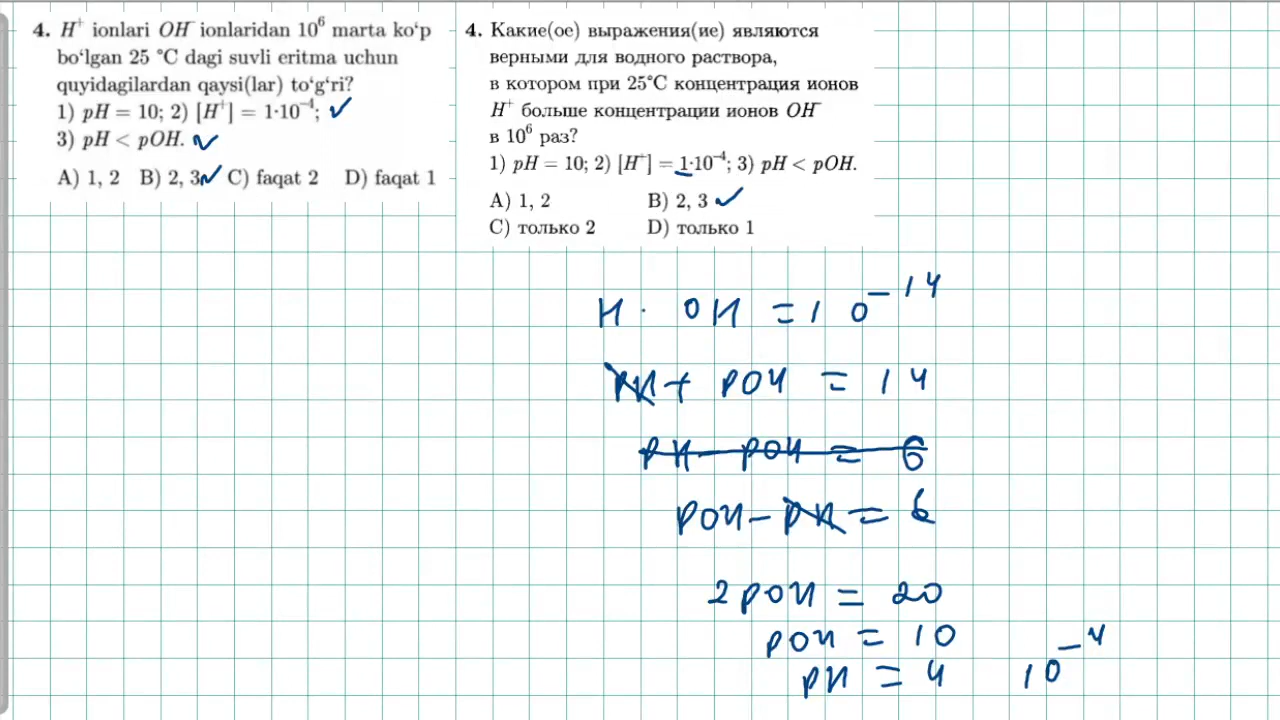 4. H⁺ ionlari OH⁻ ionlaridan 10⁶ marta ko‘p
bo‘lgan 25 °C dagi suvli eritma uchun
quyidagilardan qaysi(lar) to‘g‘ri?
1) pH = 10; 2) [H⁺] = 1·10⁻⁴;
3) pH < pOH.
A) 1, 2 B) 2, 3 C) faqat 2 D) faqat 1
4. Какие(ое) выражения(ие) являются
верными для водного раствора,
в котором при 25°C концентрация ионов
H⁺ больше концентрации ионов OH⁻
в 10⁶ раз?
1) pH = 10; 2) [H⁺] = 1·10⁻⁴; 3) pH < pOH.
A) 1, 2 B) 2, 3
C) только 2 D) только 1
H · OH = 10⁻¹⁴
pH + pOH = 14
pH - pOH = 6
pOH - pH = 6
2pOH = 20
pOH = 10
pH = 4 10⁻⁴